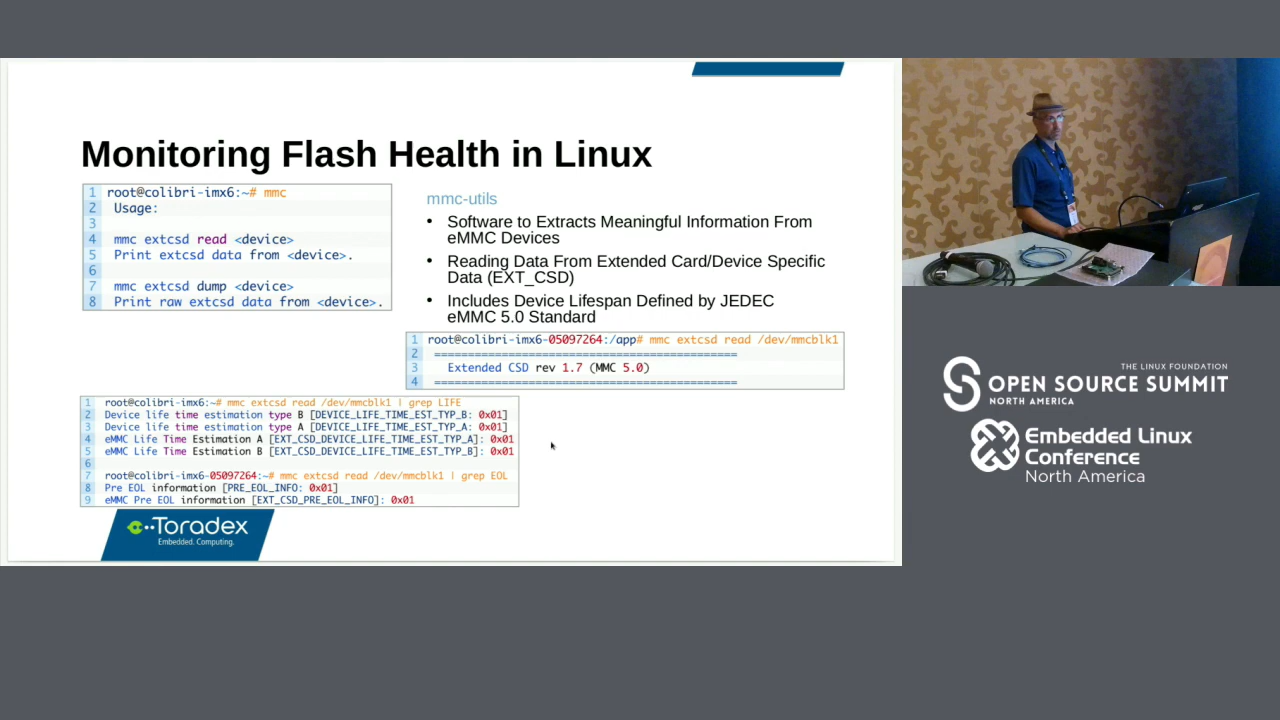 Monitoring Flash Health in Linux
1 root@colibri-imx6:~# mmc
2 Usage:
3
4 mmc extcsd read <device>
5 Print extcsd data from <device>.
6
7 mmc extcsd dump <device>
8 Print raw extcsd data from <device>.
mmc-utils
• Software to Extracts Meaningful Information From
eMMC Devices
• Reading Data From Extended Card/Device Specific
Data (EXT_CSD)
• Includes Device Lifespan Defined by JEDEC
eMMC 5.0 Standard
1 root@colibri-imx6-05097264:/app# mmc extcsd read /dev/mmcblk1
2 =============================================
3 Extended CSD rev 1.7 (MMC 5.0)
4 =============================================
1 root@colibri-imx6:~# mmc extcsd read /dev/mmcblk1 | grep LIFE
2 Device life time estimation type B [DEVICE_LIFE_TIME_EST_TYP_B: 0x01]
3 Device life time estimation type A [DEVICE_LIFE_TIME_EST_TYP_A: 0x01]
4 eMMC Life Time Estimation A [EXT_CSD_DEVICE_LIFE_TIME_EST_TYP_A]: 0x01
5 eMMC Life Time Estimation B [EXT_CSD_DEVICE_LIFE_TIME_EST_TYP_B]: 0x01
6
7 root@colibri-imx6-05097264:~# mmc extcsd read /dev/mmcblk1 | grep EOL
8 Pre EOL information [PRE_EOL_INFO: 0x01]
9 eMMC Pre EOL information [EXT_CSD_PRE_EOL_INFO]: 0x01
Toradex
Embedded. Computing.
THE LINUX FOUNDATION
OPEN SOURCE SUMMIT
NORTH AMERICA
Embedded Linux
Conference
North America